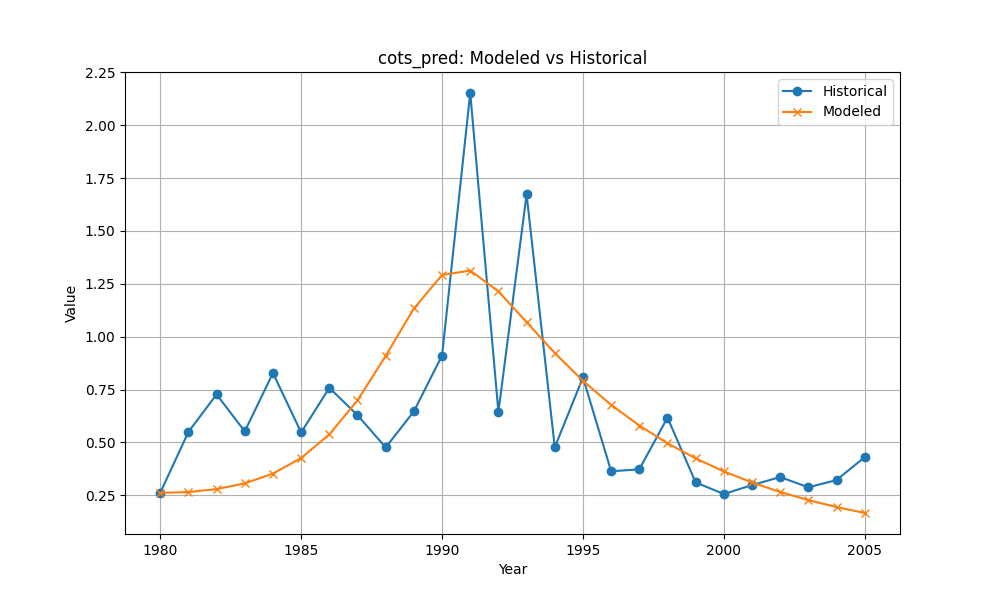 cots_pred: Modeled vs Historical
Historical
Modeled
Value
2.25
2.00
1.75
1.50
1.25
1.00
0.75
0.50
0.25
1980 1985 1990 1995 2000 2005
Year